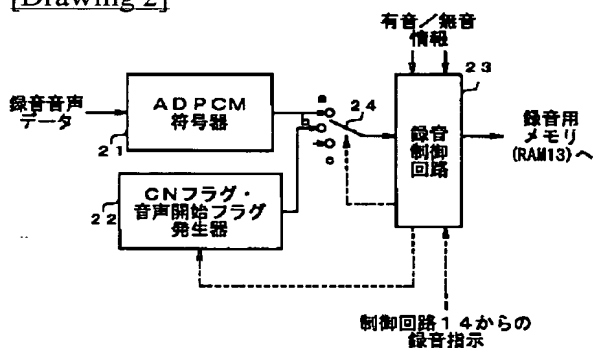 [Drawing 2]
有音／無音
情報
録音音声
データ
ADPCM
符号器
21
a
b
c
24
23
録音
制御
回路
録音用
メモリ
(RAM13)へ
CNフラグ・
音声開始フラグ
発生器
22
制御回路14からの
録音指示